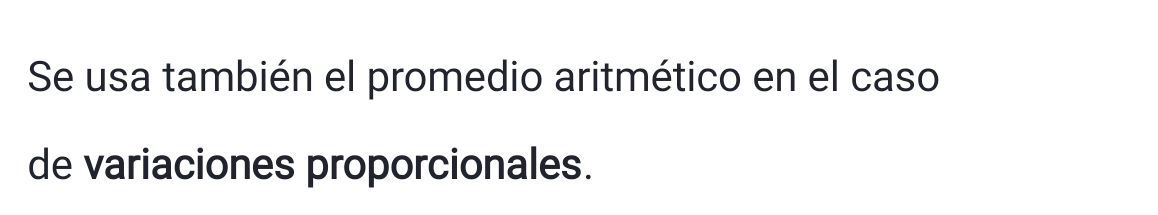 Se usa también el promedio aritmético en el caso
de variaciones proporcionales.